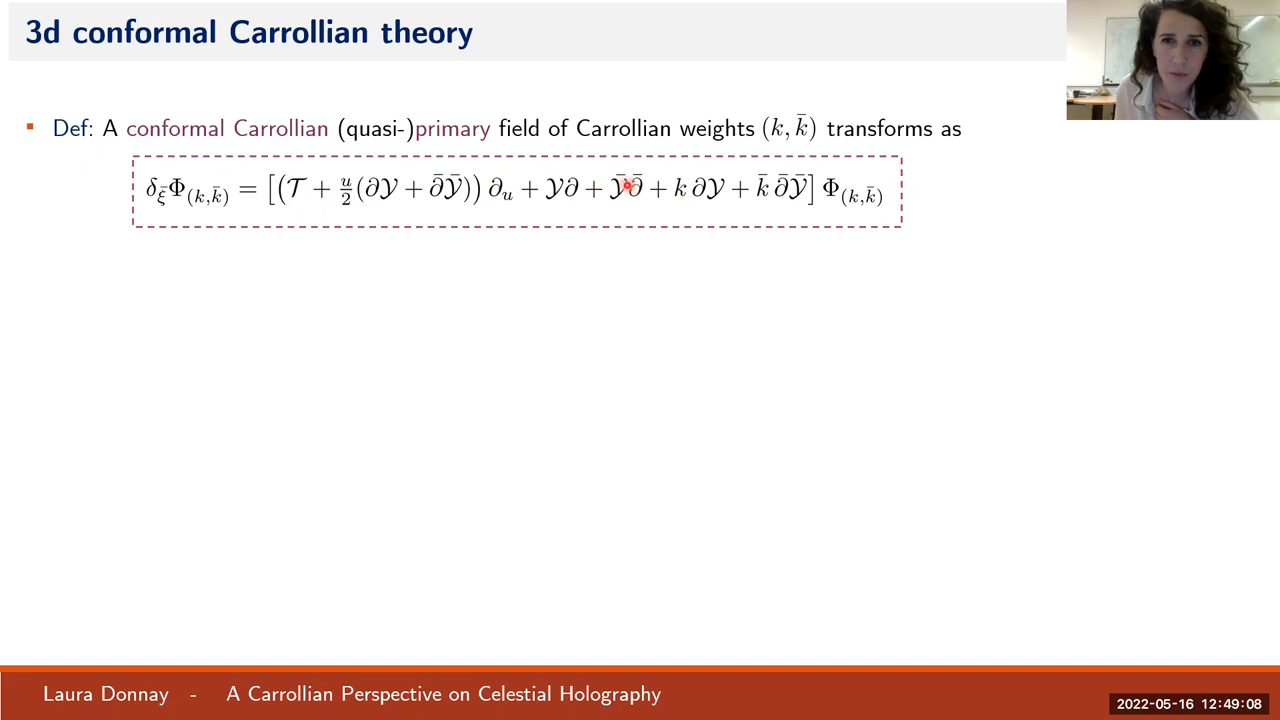 3d conformal Carrollian theory
Def: A conformal Carrollian (quasi-)primary field of Carrollian weights (k, k̄) transforms as
δ_ξ̄ Φ_(k,k̄) = [(𝒯 + u/2 (∂𝒴 + ∂̄𝒴̄)) ∂_u + 𝒴∂ + 𝒴̄∂̄ + k ∂𝒴 + k̄ ∂̄𝒴̄] Φ_(k,k̄)
Laura Donnay - A Carrollian Perspective on Celestial Holography
2022-05-16 12:49:08